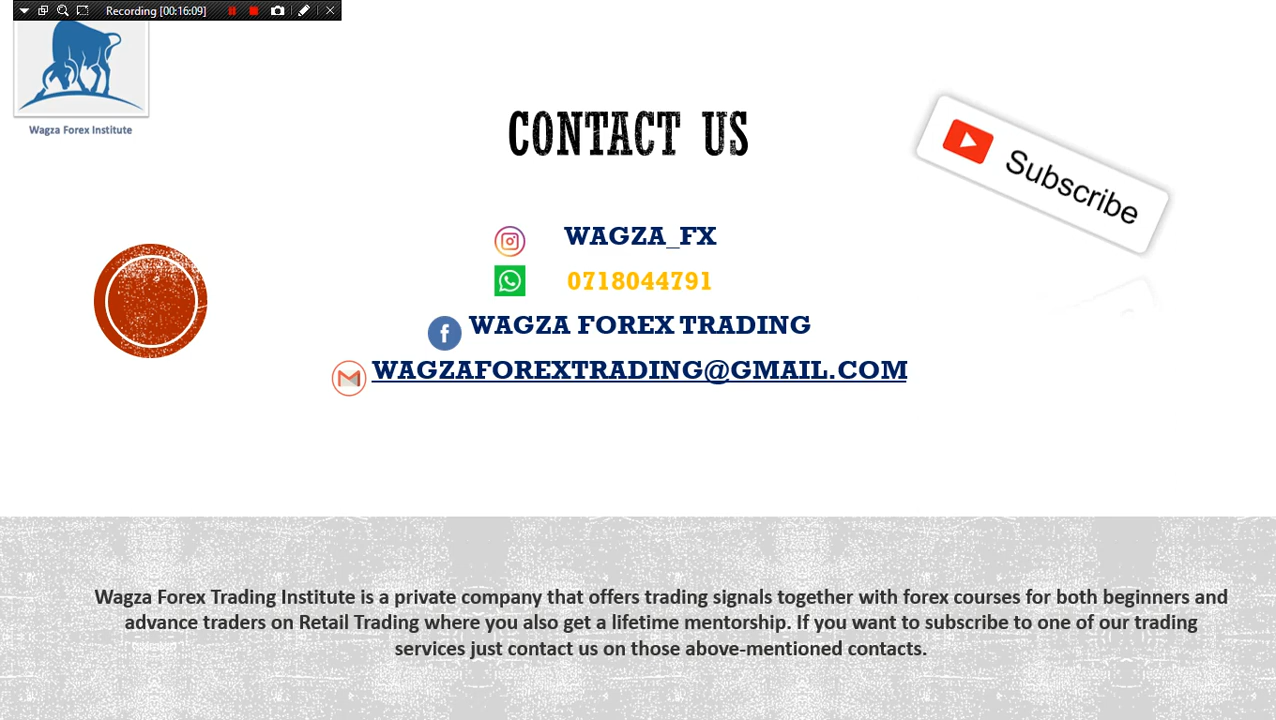 Recording [00:16:09]
Wagza Forex Institute
CONTACT US
Subscribe
WAGZA_FX
0718044791
WAGZA FOREX TRADING
WAGZAFOREXTRADING@GMAIL.COM
Wagza Forex Trading Institute is a private company that offers trading signals together with forex courses for both beginners and
advance traders on Retail Trading where you also get a lifetime mentorship. If you want to subscribe to one of our trading
services just contact us on those above-mentioned contacts.